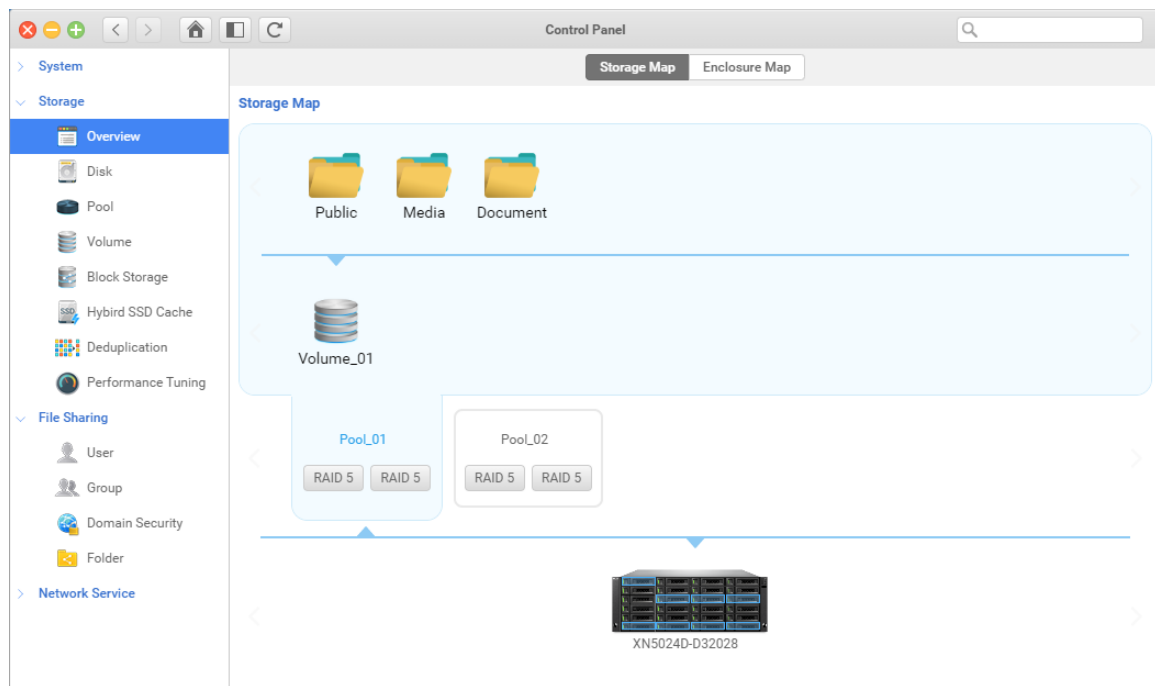 Control Panel
System
Storage
Overview
Disk
Pool
Volume
Block Storage
SSD
Hybird SSD Cache
Deduplication
Performance Tuning
File Sharing
User
Group
Domain Security
Folder
Network Service
Storage Map Enclosure Map
Storage Map
Public Media Document
Volume_01
Pool_01 Pool_02
RAID 5 RAID 5 RAID 5 RAID 5
XN5024D-D32028